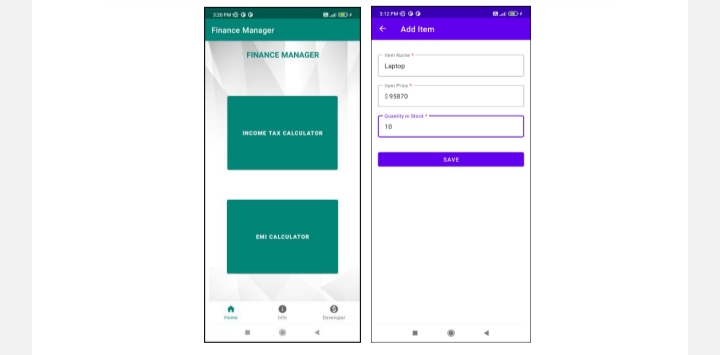 3:20 PM
Finance Manager
FINANCE MANAGER
INCOME TAX CALCULATOR
EMI CALCULATOR
Home
Info
Developer
3:12 PM
Add Item
Item Name *
Laptop
Item Price *
$ 95870
Quantity in Stock *
10
SAVE